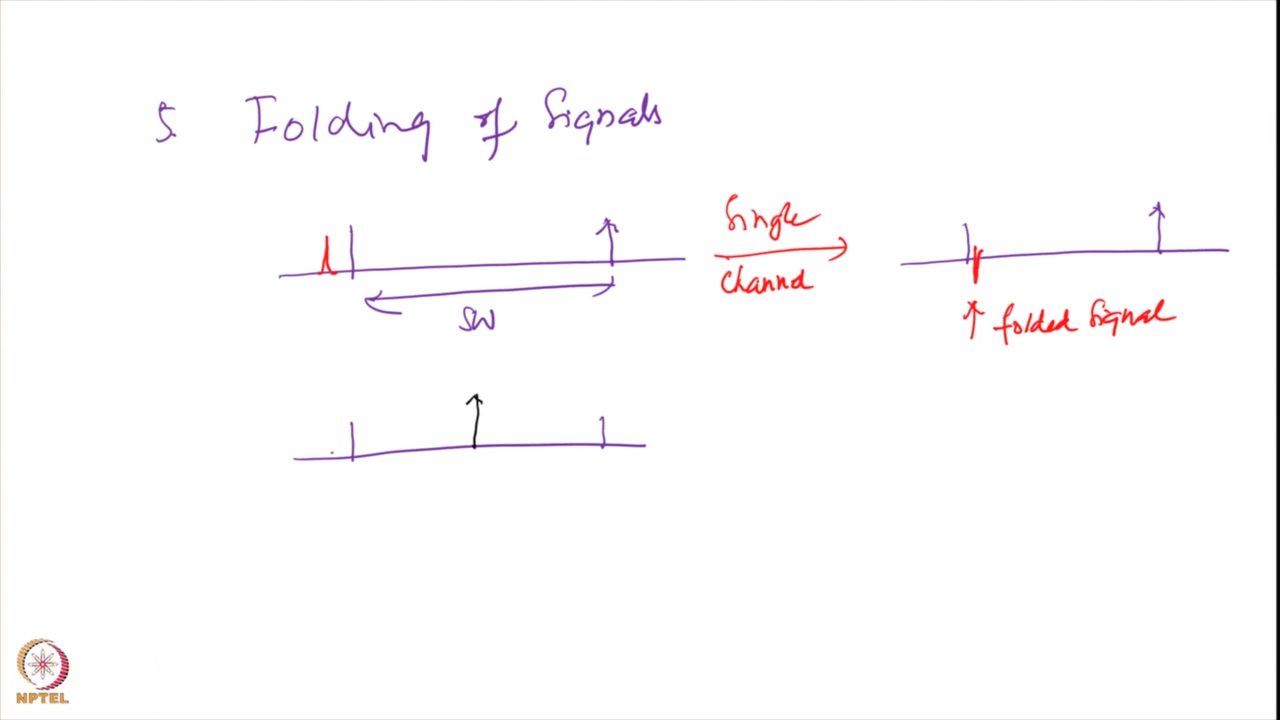 5. Folding of Signals
Single
Channel
SW
folded Signal
NPTEL